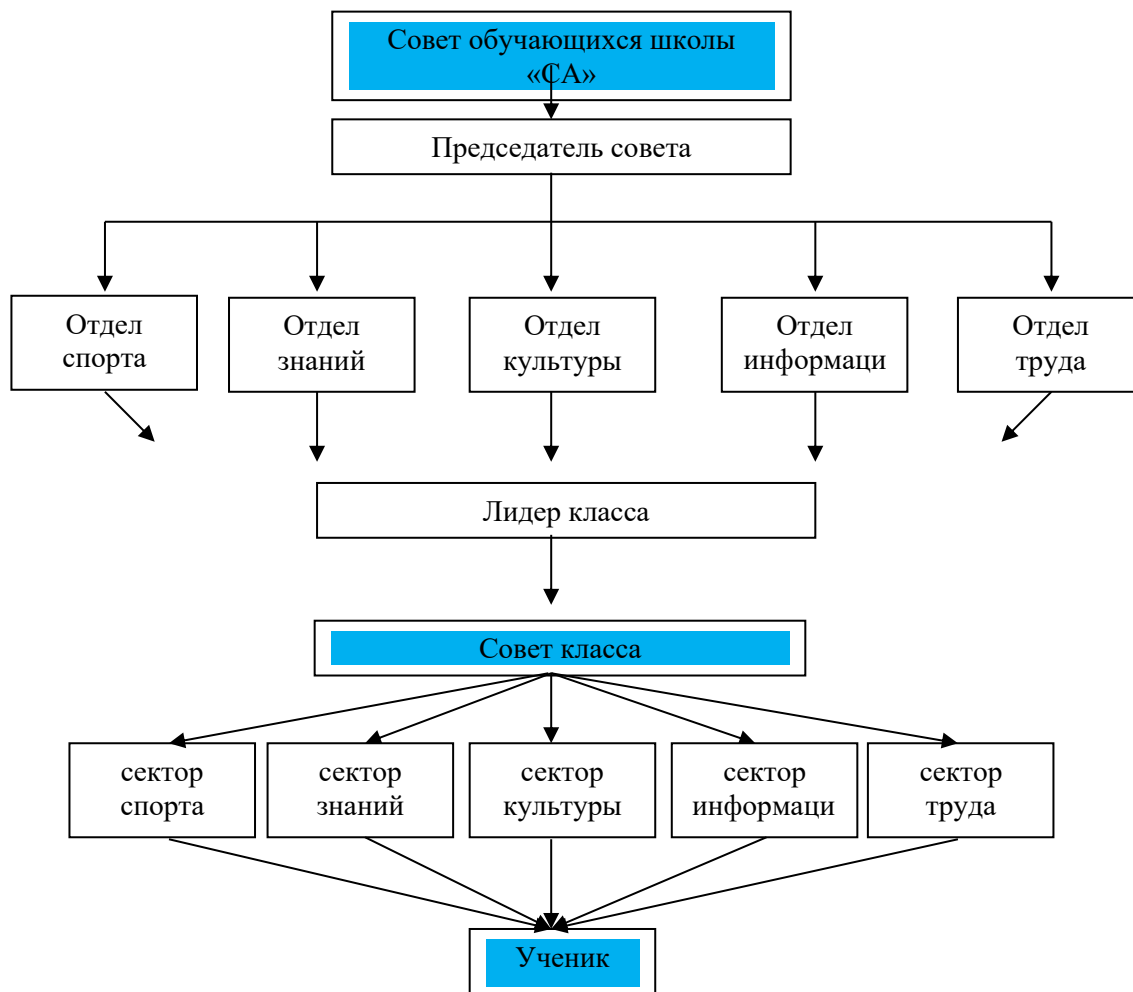 Совет обучающихся школы
«СА»
Председатель совета
Отдел
спорта
Отдел
знаний
Отдел
культуры
Отдел
информаци
Отдел
труда
Лидер класса
Совет класса
сектор
спорта
сектор
знаний
сектор
культуры
сектор
информаци
сектор
труда
Ученик